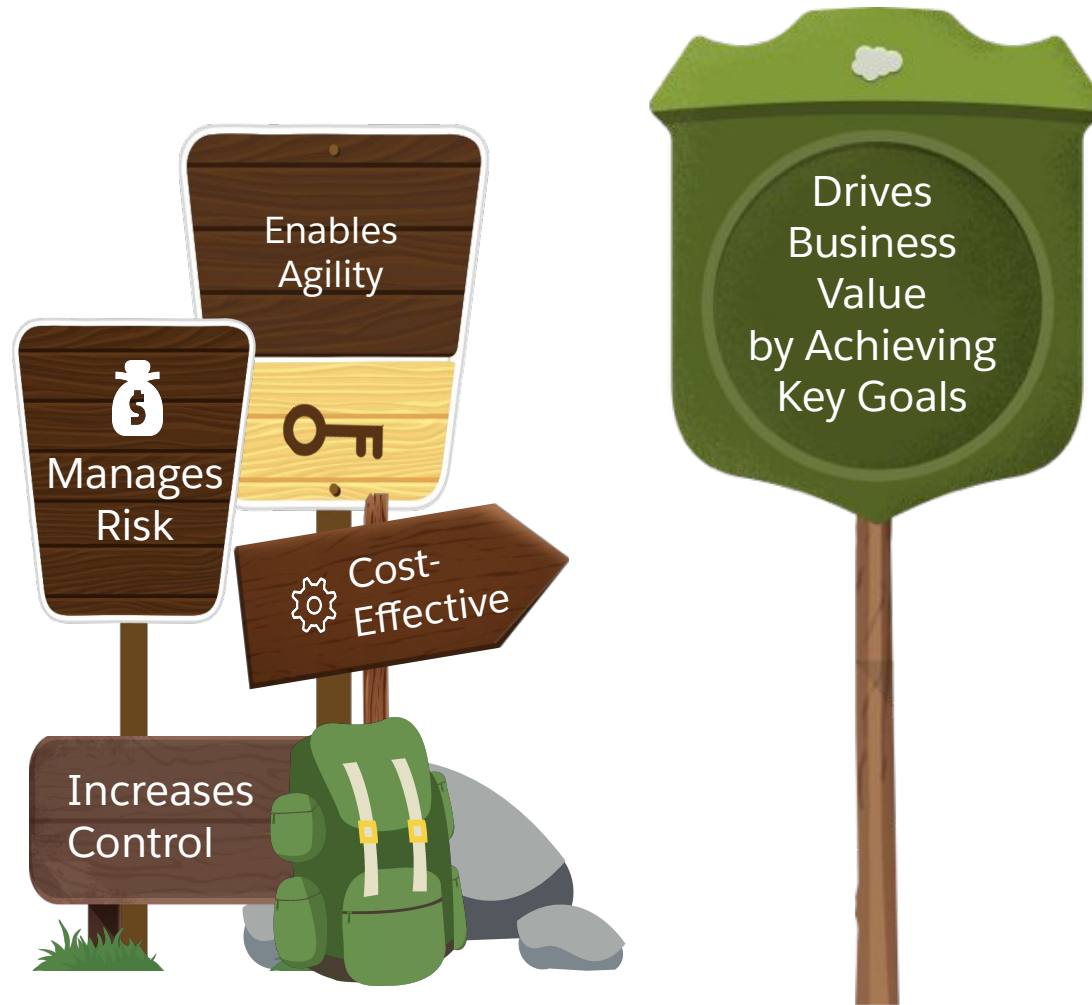 Enables
Agility
Manages
Risk
Cost-
Effective
Increases
Control
Drives
Business
Value
by Achieving
Key Goals